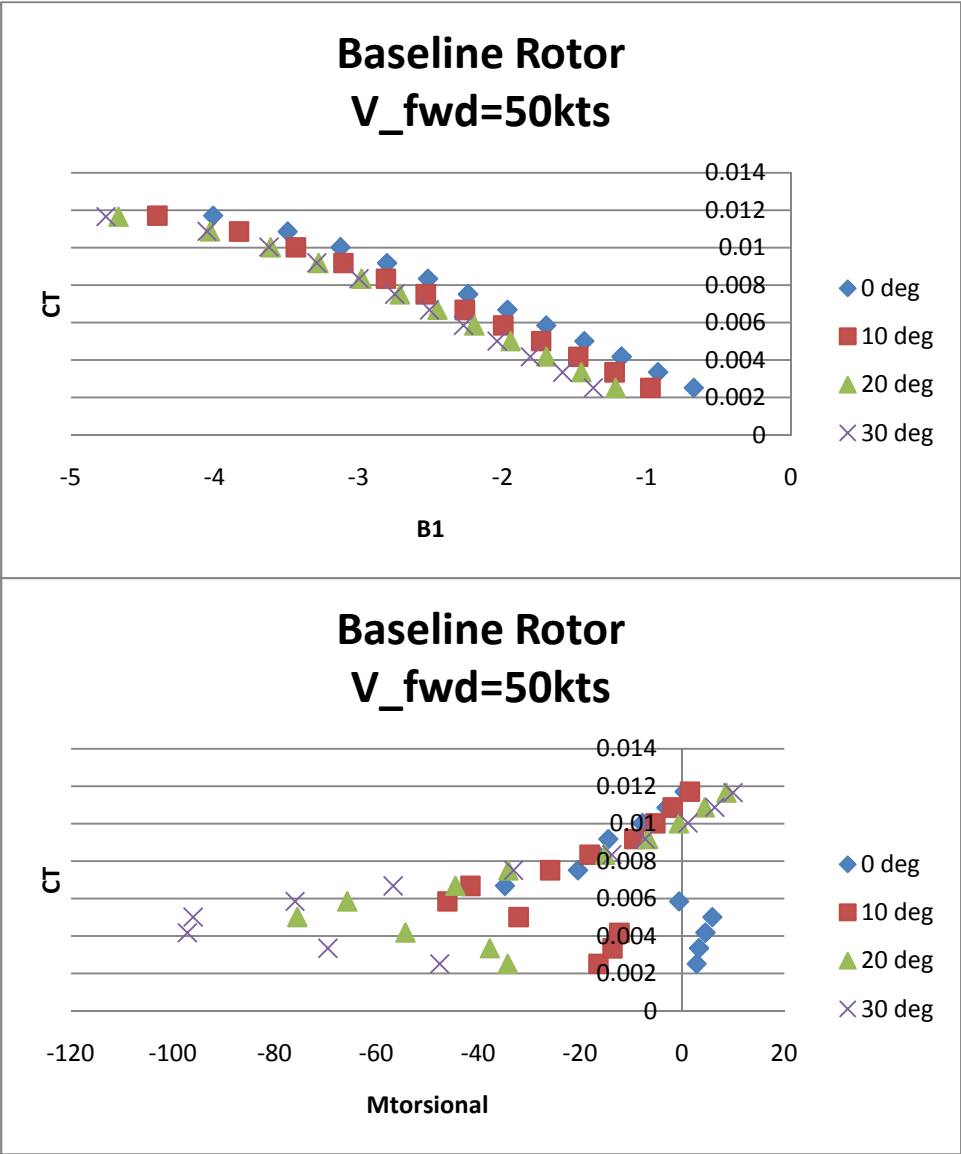 Baseline Rotor
V_fwd=50kts
0.014
0.012
0.01
0.008
0.006
0.004
0.002
0
CT
-5 -4 -3 -2 -1 0
B1
0 deg
10 deg
20 deg
30 deg
Baseline Rotor
V_fwd=50kts
0.014
0.012
0.01
0.008
0.006
0.004
0.002
0
CT
-120 -100 -80 -60 -40 -20 0 20
Mtorsional
0 deg
10 deg
20 deg
30 deg